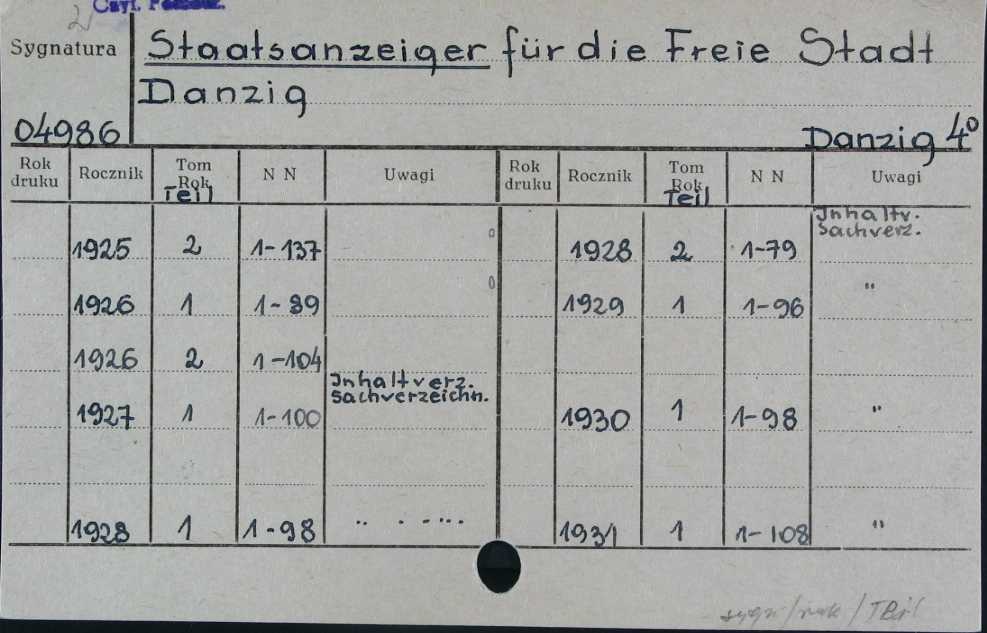 2 Czyt.
Sygnatura
Staatsanzeiger für die Freie Stadt
Danzig
04986
Danzig 4º
Rok druku Rocznik Tom Rok Teil N N Uwagi Rok druku Rocznik Tom Rok Teil N N Uwagi
1925 2 1-137 1928 2 1-79 Inhaltv. Sachverz.
1926 1 1-89 1929 1 1-96 "
1926 2 1-104
1927 1 1-100 Inhaltverz. Sachverzeichn. 1930 1 1-98 "
1928 1 1-98 " . - " 1931 1 1-108 "